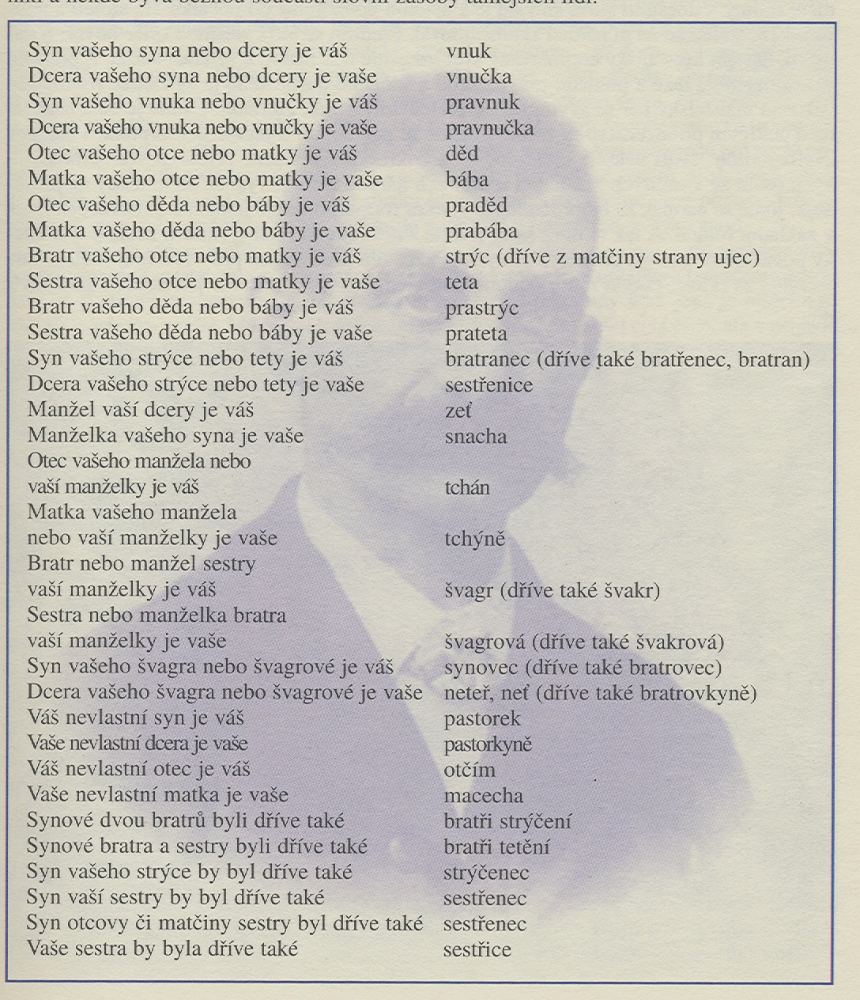 Syn vašeho syna nebo dcery je váš vnuk
Dcera vašeho syna nebo dcery je vaše vnučka
Syn vašeho vnuka nebo vnučky je váš pravnuk
Dcera vašeho vnuka nebo vnučky je vaše pravnučka
Otec vašeho otce nebo matky je váš děd
Matka vašeho otce nebo matky je vaše bába
Otec vašeho děda nebo báby je váš praděd
Matka vašeho děda nebo báby je vaše prabába
Bratr vašeho otce nebo matky je váš strýc (dříve z matčiny strany ujec)
Sestra vašeho otce nebo matky je vaše teta
Bratr vašeho děda nebo báby je váš prastrýc
Sestra vašeho děda nebo báby je vaše prateta
Syn vašeho strýce nebo tety je váš bratranec (dříve také bratřenec, bratran)
Dcera vašeho strýce nebo tety je vaše sestřenice
Manžel vaší dcery je váš zeť
Manželka vašeho syna je vaše snacha
Otec vašeho manžela nebo
vaší manželky je váš tchán
Matka vašeho manžela
nebo vaší manželky je vaše tchýně
Bratr nebo manžel sestry
vaší manželky je váš švagr (dříve také švakr)
Sestra nebo manželka bratra
vaší manželky je vaše švagrová (dříve také švakrová)
Syn vašeho švagra nebo švagrové je váš synovec (dříve také bratrovec)
Dcera vašeho švagra nebo švagrové je vaše neteř, neť (dříve také bratrovkyně)
Váš nevlastní syn je váš pastorek
Vaše nevlastní dcera je vaše pastorkyně
Váš nevlastní otec je váš otčím
Vaše nevlastní matka je vaše macecha
Synové dvou bratrů byli dříve také bratři strýčení
Synové bratra a sestry byli dříve také bratři tetění
Syn vašeho strýce by byl dříve také strýčenec
Syn vaší sestry by byl dříve také sestřenec
Syn otcovy či matčiny sestry byl dříve také sestřenec
Vaše sestra by byla dříve také sestřice